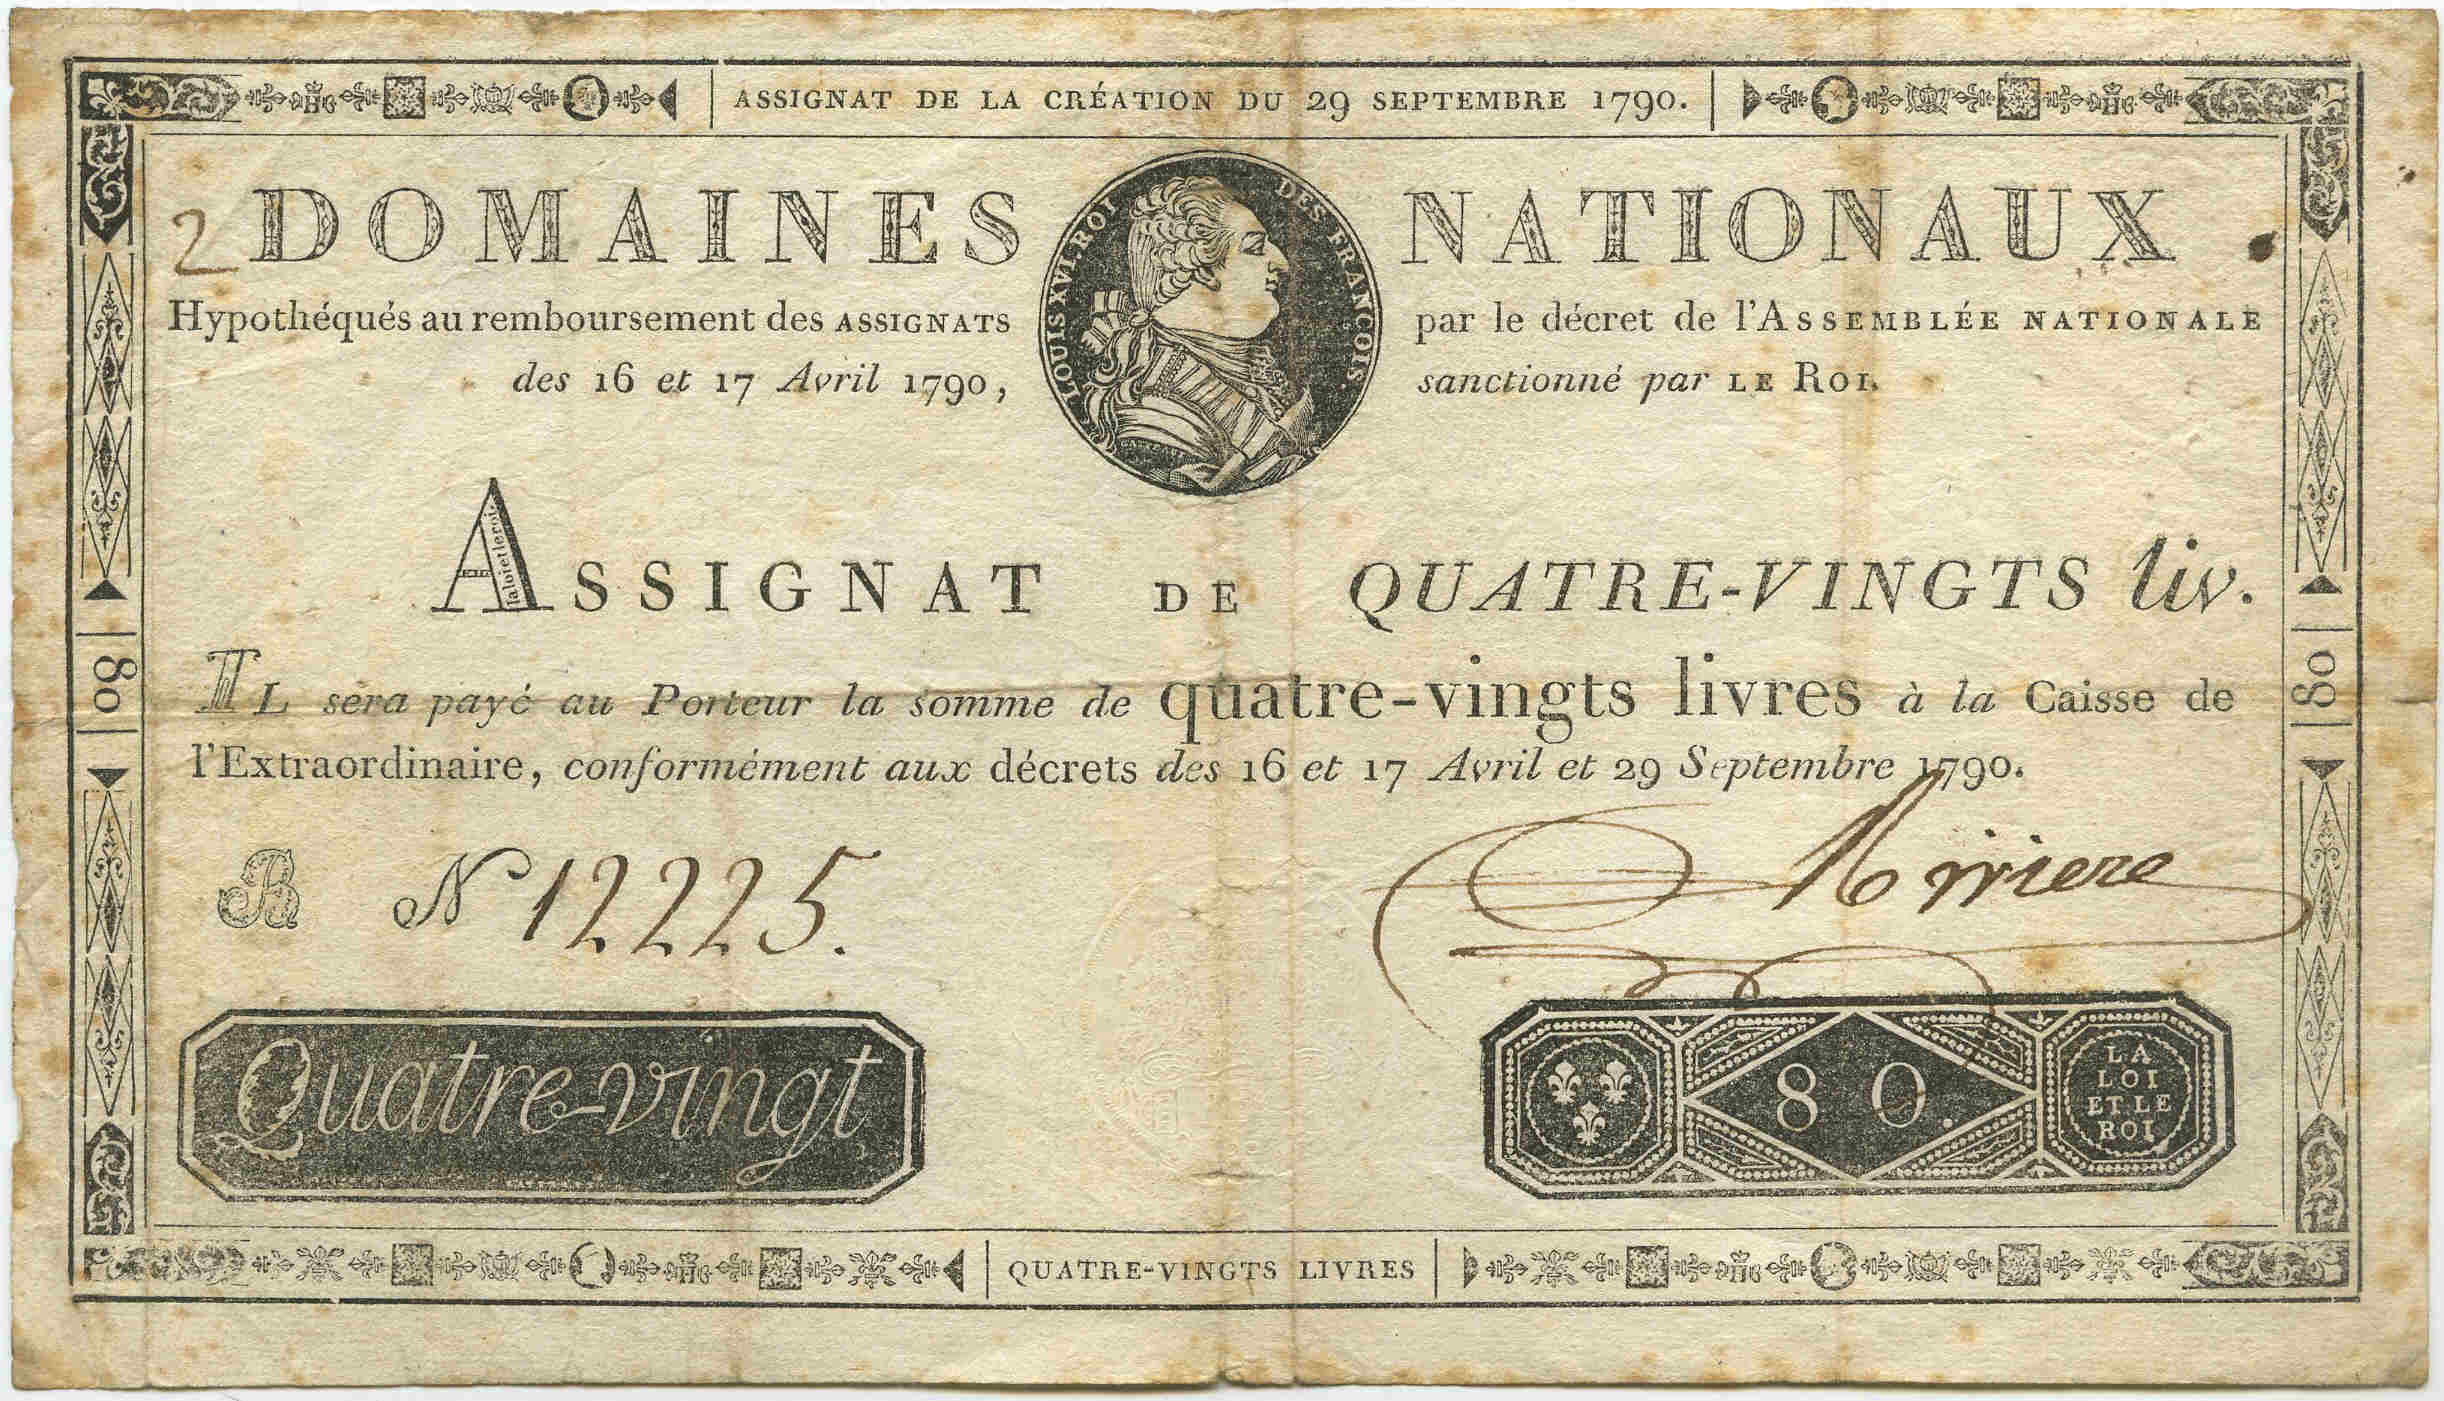 ASSIGNAT DE LA CRÉATION DU 29 SEPTEMBRE 1790.
2 DOMAINES NATIONAUX
LOUIS XVI. ROI DES FRANÇOIS.
Hypothéqués au remboursement des ASSIGNATS par le décret de l'ASSEMBLÉE NATIONALE
des 16 et 17 Avril 1790, sanctionné par LE ROI.
laloietleroi
ASSIGNAT DE QUATRE-VINGTS liv.
IL sera payé au Porteur la somme de quatre-vingts livres à la Caisse de
l'Extraordinaire, conformément aux décrets des 16 et 17 Avril et 29 Septembre 1790.
80
80
B N 12225.
Quatre-vingt
80.
LA
LOI
ET LE
ROI
QUATRE-VINGTS LIVRES